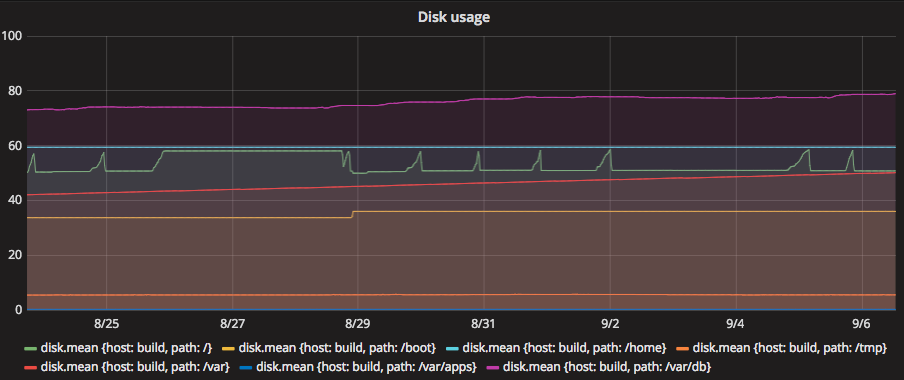 Disk usage
100
80
60
40
20
0
8/25 8/27 8/29 8/31 9/2 9/4 9/6
disk.mean {host: build, path: /} disk.mean {host: build, path: /boot} disk.mean {host: build, path: /home} disk.mean {host: build, path: /tmp}
disk.mean {host: build, path: /var} disk.mean {host: build, path: /var/apps} disk.mean {host: build, path: /var/db}